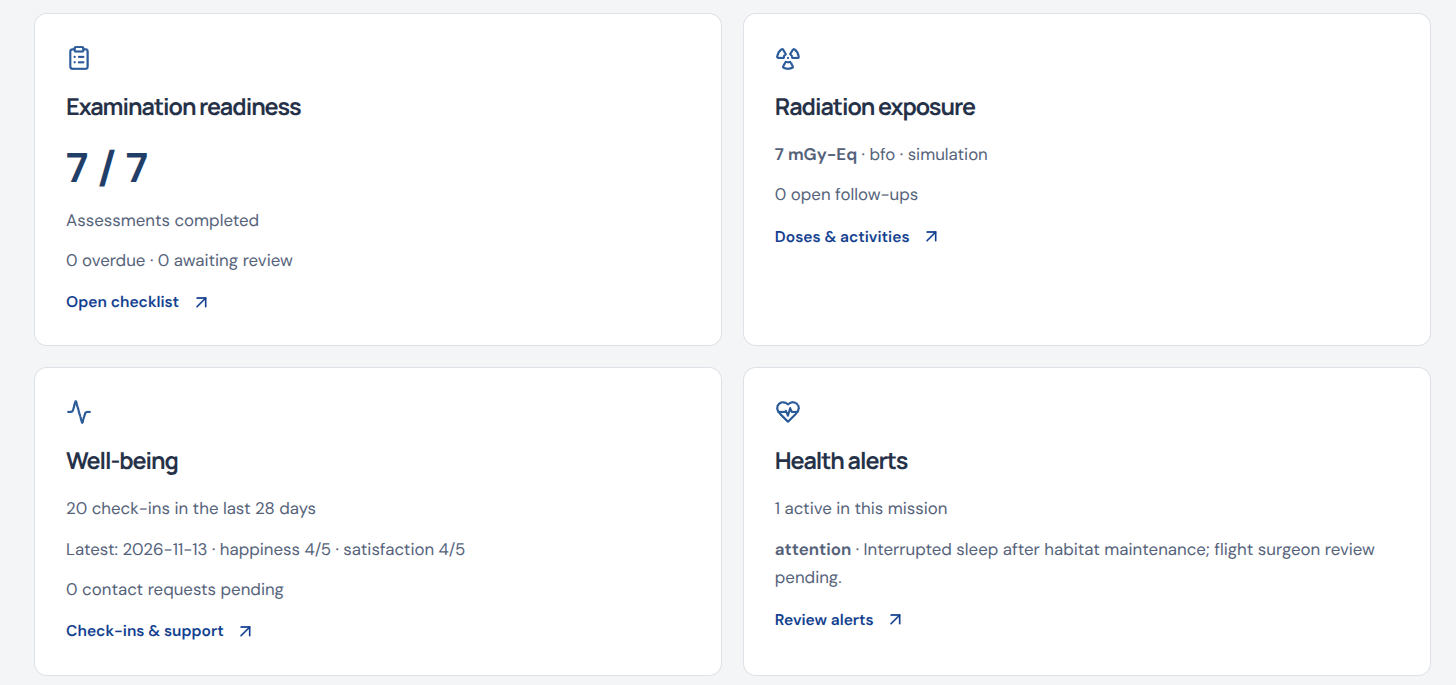 Examination readiness
7 / 7
Assessments completed
0 overdue · 0 awaiting review
Open checklist
Radiation exposure
7 mGy-Eq · bfo · simulation
0 open follow-ups
Doses & activities
Well-being
20 check-ins in the last 28 days
Latest: 2026-11-13 · happiness 4/5 · satisfaction 4/5
0 contact requests pending
Check-ins & support
Health alerts
1 active in this mission
attention · Interrupted sleep after habitat maintenance; flight surgeon review
pending.
Review alerts